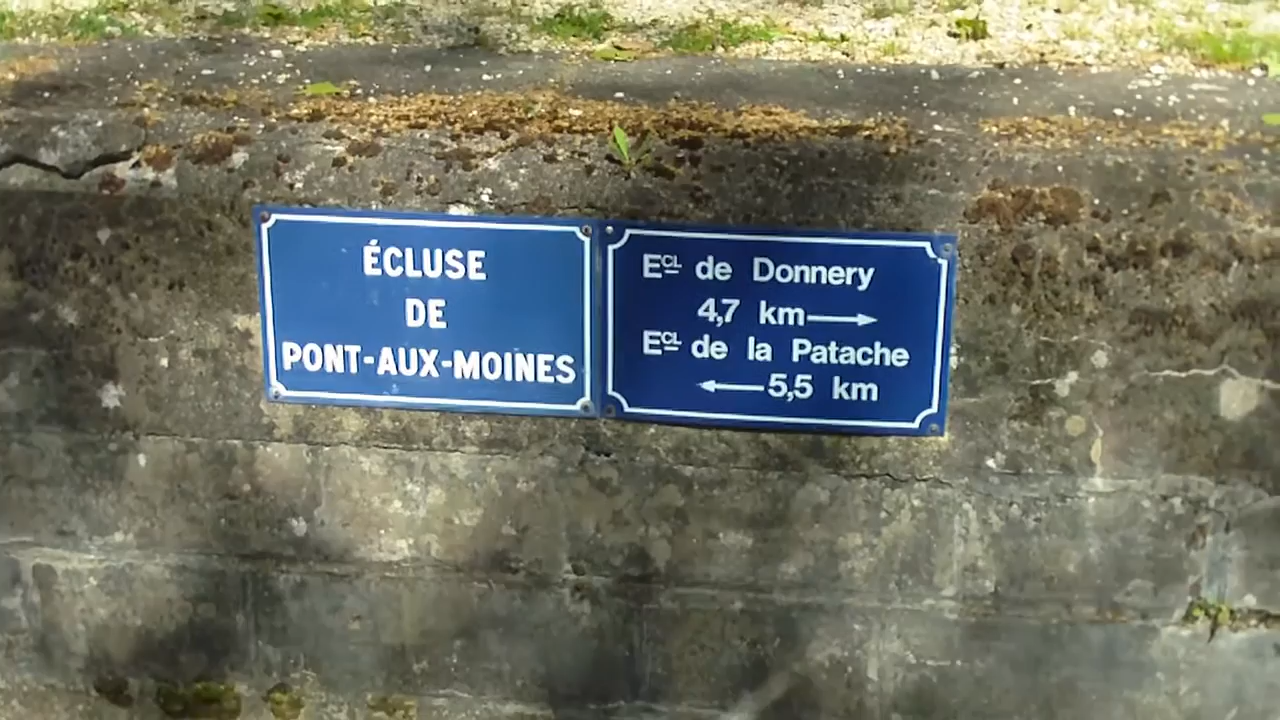 ÉCLUSE
DE
PONT-AUX-MOINES
ECL de Donnery
4,7 km→
ECL de la Patache
←5,5 km